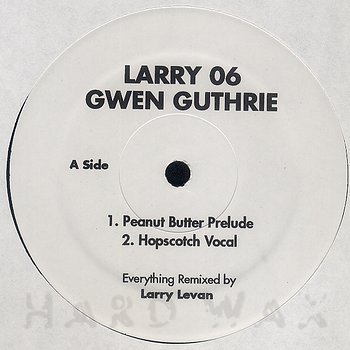 LARRY 06
GWEN GUTHRIE
A Side
1. Peanut Butter Prelude
2. Hopscotch Vocal
Everything Remixed by
Larry Levan
HARD WAX